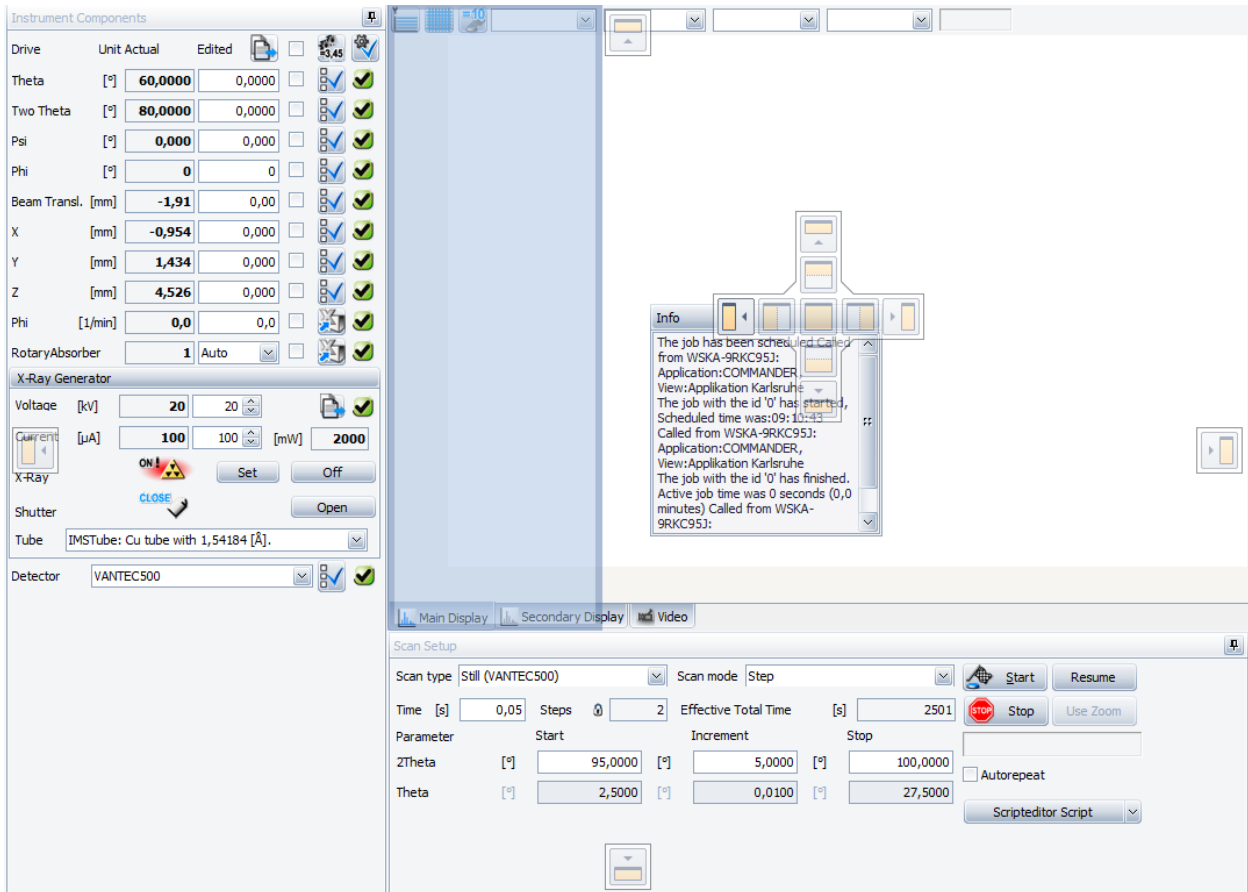 Instrument Components
Drive Unit Actual Edited =3,45
Theta [°] 60,0000 0,0000
Two Theta [°] 80,0000 0,0000
Psi [°] 0,000 0,000
Phi [°] 0 0
Beam Transl. [mm] -1,91 0,00
X [mm] -0,954 0,000
Y [mm] 1,434 0,000
Z [mm] 4,526 0,000
Phi [1/min] 0,0 0,0
RotaryAbsorber 1 Auto
X-Ray Generator
Voltage [kV] 20 20
Current [µA] 100 100 [mW] 2000
X-Ray ON! Set Off
Shutter CLOSE Open
Tube IMSTube: Cu tube with 1,54184 [Å].
Detector VANTEC500
=10
Info
The job has been scheduled Called
from WSKA-9RKC95J:
Application:COMMANDER,
View:Applikation Karlsruhe
The job with the id '0' has started,
Scheduled time was:09:10:43
Called from WSKA-9RKC95J:
Application:COMMANDER,
View:Applikation Karlsruhe
The job with the id '0' has finished.
Active job time was 0 seconds (0,0
minutes) Called from WSKA-
9RKC95J:
Main Display Secondary Display Video
Scan Setup
Scan type Still (VANTEC500) Scan mode Step Start Resume
Time [s] 0,05 Steps 2 Effective Total Time [s] 2501 STOP Stop Use Zoom
Parameter Start Increment Stop
2Theta [°] 95,0000 [°] 5,0000 [°] 100,0000
Autorepeat
Theta [°] 2,5000 [°] 0,0100 [°] 27,5000
Scripteditor Script